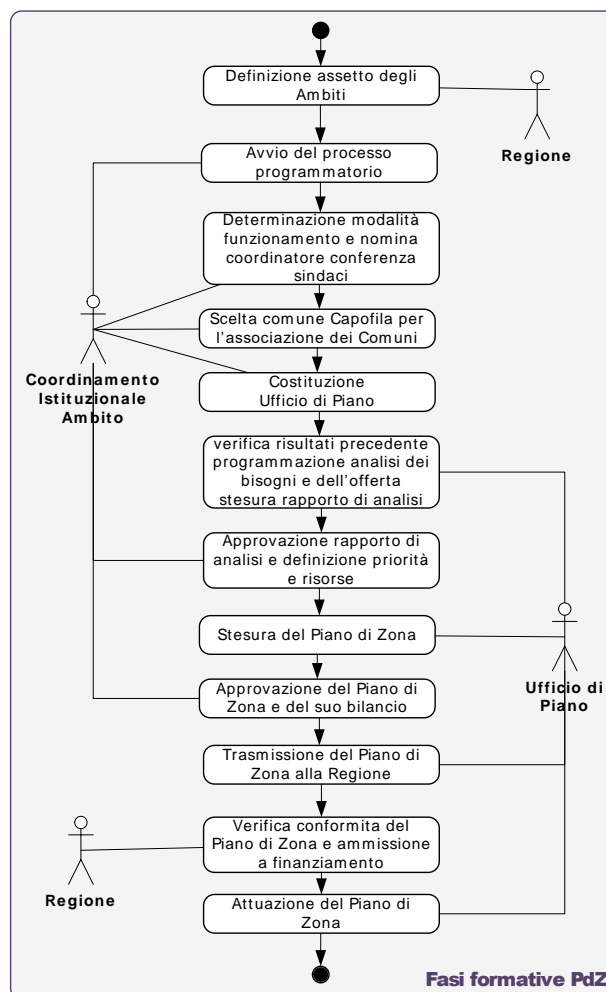 Definizione assetto degli
Ambiti
Regione
Avvio del processo
programmatorio
Determinazione modalità
funzionamento e nomina
coordinatore conferenza
sindaci
Scelta comune Capofila per
l'associazione dei Comuni
Coordinamento
Istituzionale
Ambito
Costituzione
Ufficio di Piano
verifica risultati precedente
programmazione analisi dei
bisogni e dell'offerta
stesura rapporto di analisi
Approvazione rapporto di
analisi e definizione priorità
e risorse
Stesura del Piano di Zona
Ufficio di
Piano
Approvazione del Piano di
Zona e del suo bilancio
Trasmissione del Piano di
Zona alla Regione
Verifica conformita del
Piano di Zona e ammissione
a finanziamento
Regione
Attuazione del Piano di
Zona
Fasi formative PdZ